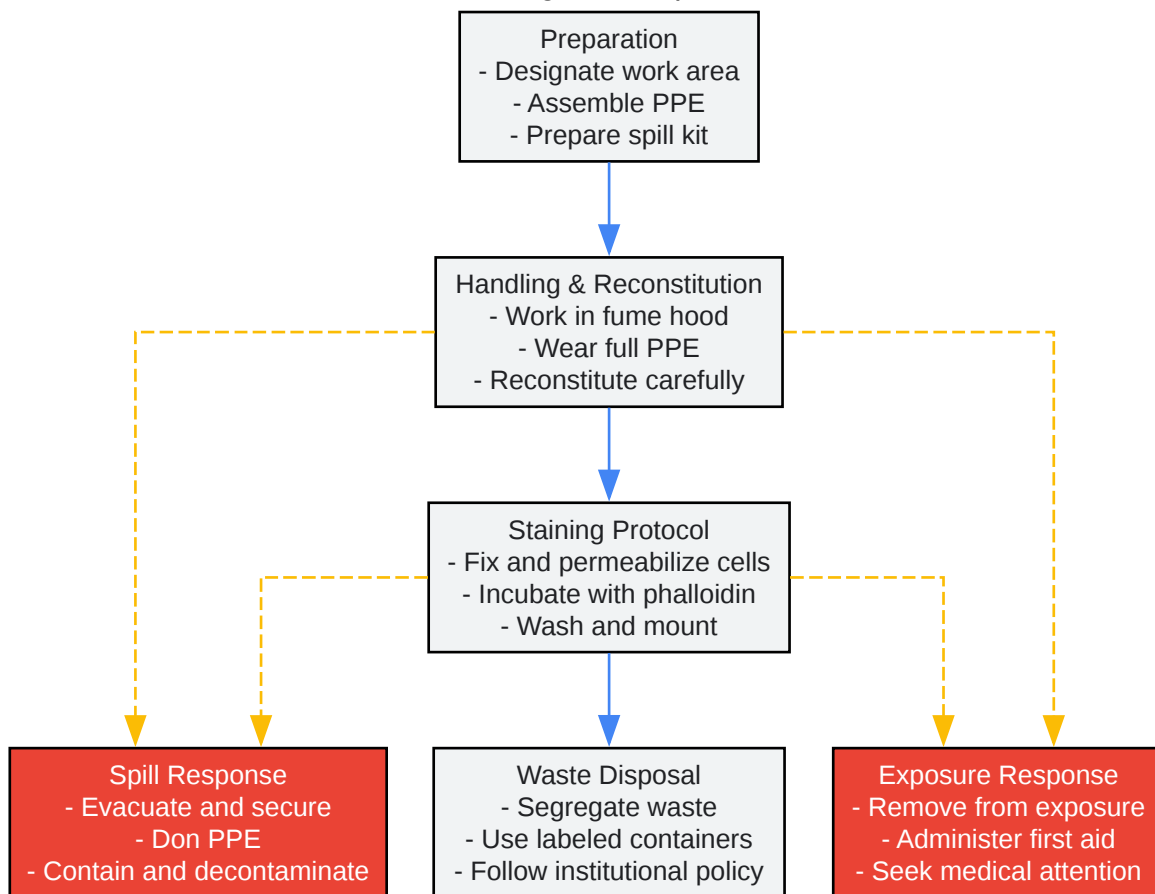 Preparation
- Designate work area
- Assemble PPE
- Prepare spill kit
Handling & Reconstitution
- Work in fume hood
- Wear full PPE
- Reconstitute carefully
Staining Protocol
- Fix and permeabilize cells
- Incubate with phalloidin
- Wash and mount
Spill Response
- Evacuate and secure
- Don PPE
- Contain and decontaminate
Waste Disposal
- Segregate waste
- Use labeled containers
- Follow institutional policy
Exposure Response
- Remove from exposure
- Administer first aid
- Seek medical attention